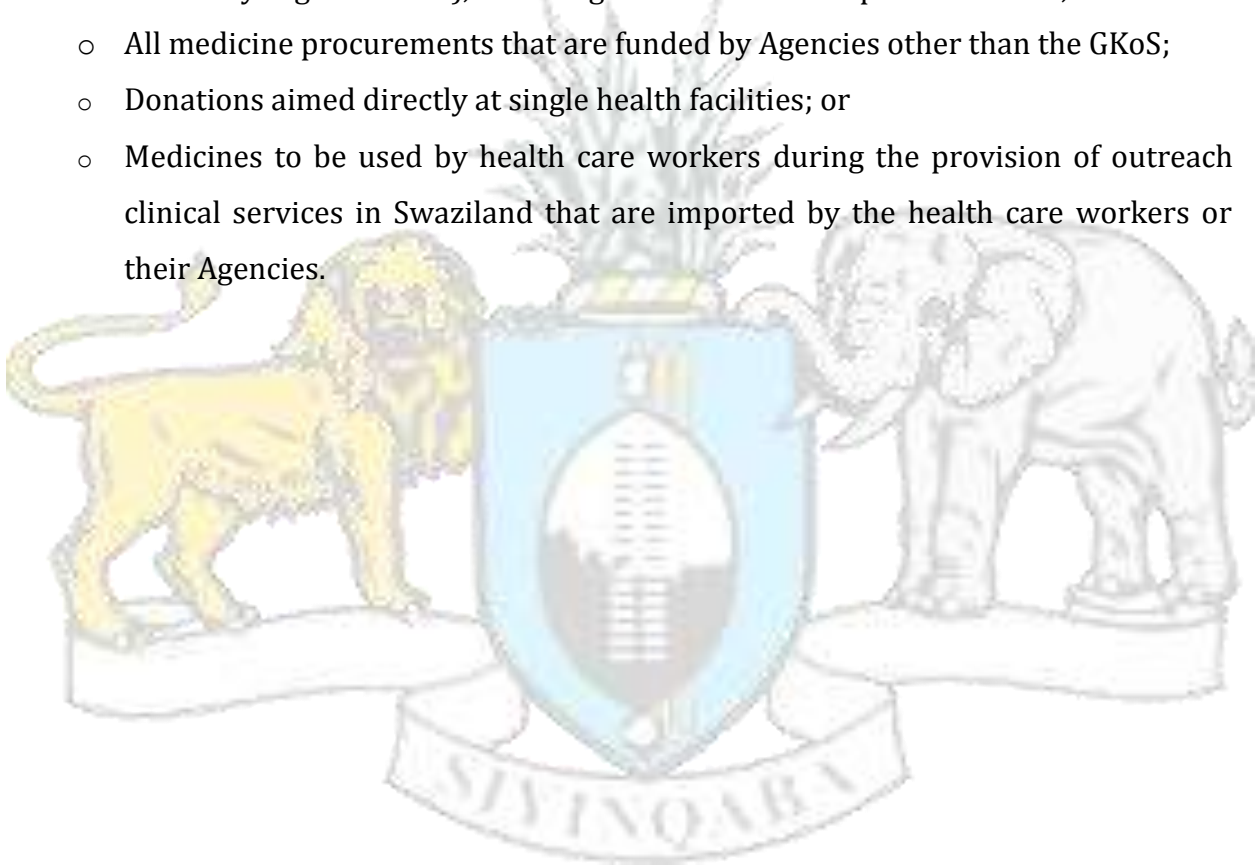 o All medicine procurements that are funded by Agencies other than the GKoS;
o Donations aimed directly at single health facilities; or
o Medicines to be used by health care workers during the provision of outreach
clinical services in Swaziland that are imported by the health care workers or
their Agencies.
SIYINQABA